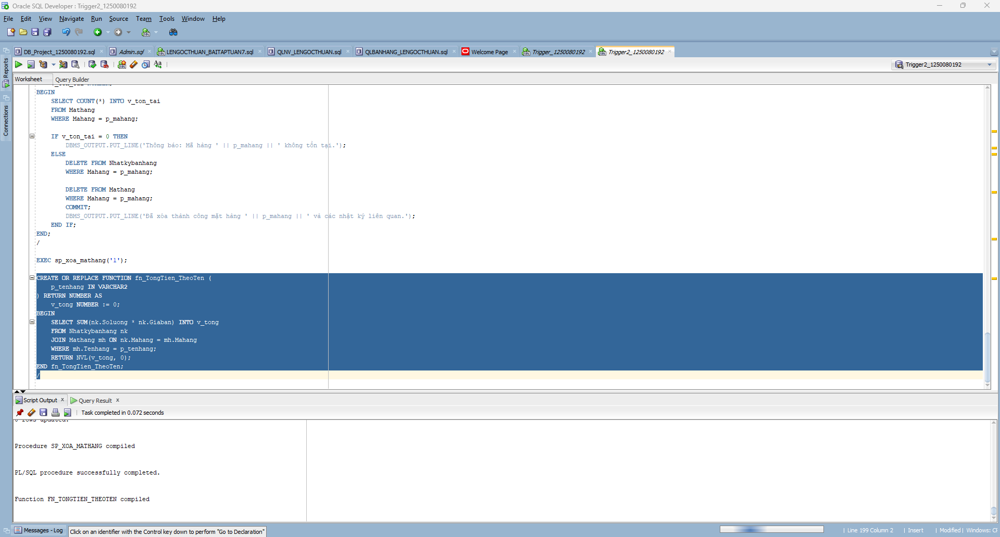 Oracle SQL Developer : Trigger2_1250080192
File Edit View Navigate Run Source Team Tools Window Help
DB_Project_1250080192.sql Admin.sql LENGOCTHUAN_BAITAPTUAN7.sql QLNV_LENGOCTHUAN.sql QLBANHANG_LENGOCTHUAN.sql Welcome Page Trigger_1250080192 Trigger2_1250080192
Trigger2_1250080192
Reports
Connections
Worksheet Query Builder
BEGIN
SELECT COUNT(*) INTO v_ton_tai
FROM Mathang
WHERE Mahang = p_mahang;
IF v_ton_tai = 0 THEN
DBMS_OUTPUT.PUT_LINE('Thông báo: Mã hàng ' || p_mahang || ' không tồn tại.');
ELSE
DELETE FROM Nhatkybanhang
WHERE Mahang = p_mahang;
DELETE FROM Mathang
WHERE Mahang = p_mahang;
COMMIT;
DBMS_OUTPUT.PUT_LINE('Đã xóa thành công mặt hàng ' || p_mahang || ' và các nhật ký liên quan.');
END IF;
END;
/
EXEC sp_xoa_mathang('1');
CREATE OR REPLACE FUNCTION fn_TongTien_TheoTen (
p_tenhang IN VARCHAR2
) RETURN NUMBER AS
v_tong NUMBER := 0;
BEGIN
SELECT SUM(nk.Soluong * nk.Giaban) INTO v_tong
FROM Nhatkybanhang nk
JOIN Mathang mh ON nk.Mahang = mh.Mahang
WHERE mh.Tenhang = p_tenhang;
RETURN NVL(v_tong, 0);
END fn_TongTien_TheoTen;
/
Script Output x Query Result x
Task completed in 0.072 seconds
0 rows updated.
Procedure SP_XOA_MATHANG compiled
PL/SQL procedure successfully completed.
Function FN_TONGTIEN_THEOTEN compiled
Messages - Log Click on an identifier with the Control key down to perform "Go to Declaration" | Line 199 Column 2 | Insert | Modified | Windows: